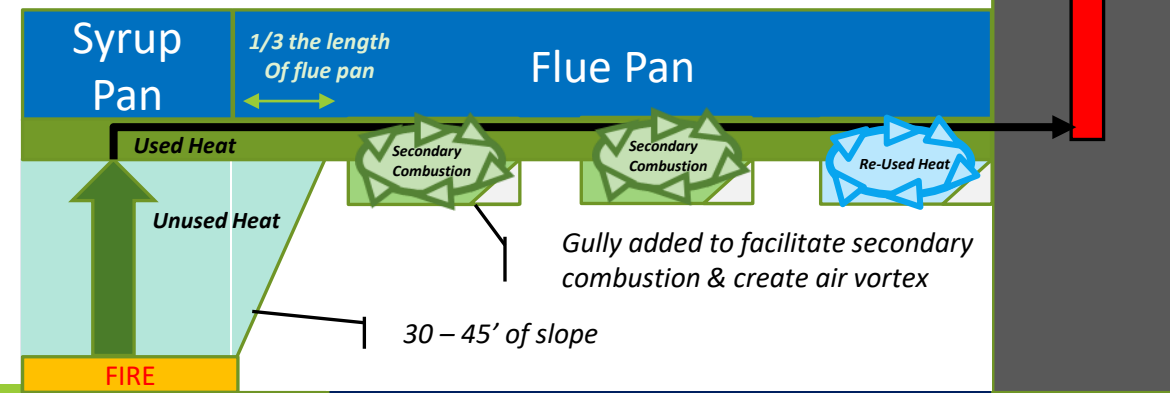 Syrup
Pan
1/3 the length
Of flue pan
Flue Pan
Used Heat
Secondary
Combustion
Secondary
Combustion
Re-Used Heat
Unused Heat
Gully added to facilitate secondary
combustion & create air vortex
30 – 45’ of slope
FIRE